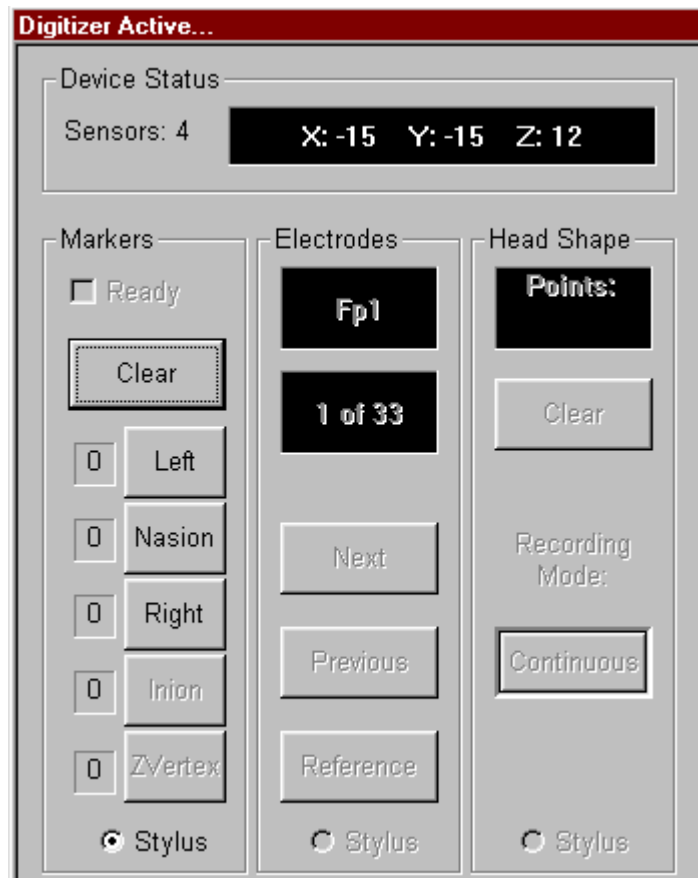 Digitizer Active...
Device Status
Sensors: 4
X: -15 Y: -15 Z: 12
Markers
Ready
Clear
0 Left
0 Nasion
0 Right
0 Inion
0 ZVertex
Stylus
Electrodes
Fp1
1 of 33
Next
Previous
Reference
Stylus
Head Shape
Points:
Clear
Recording
Mode:
Continuous
Stylus